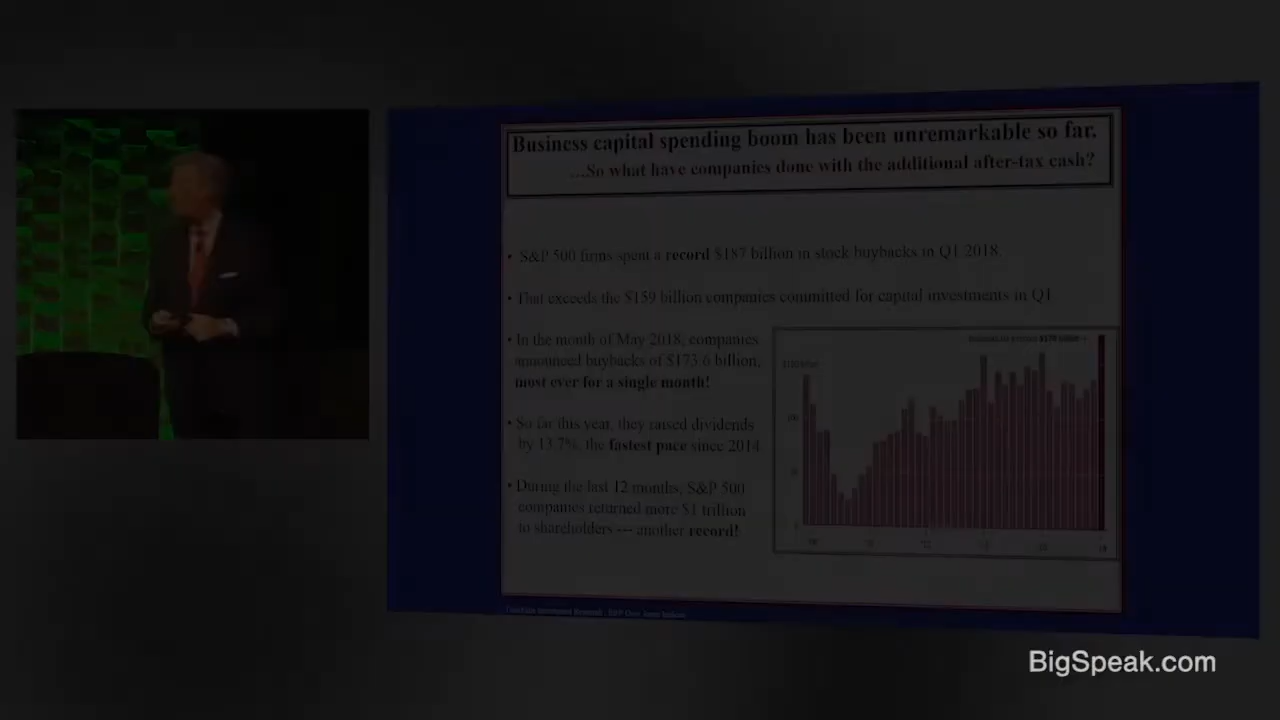 Business capital spending boom has been unremarkable so far.
...So what have companies done with the additional after-tax cash?
• S&P 500 firms spent a record $187 billion in stock buybacks in Q1 2018.
• That exceeds the $159 billion companies committed for capital investments in Q1
• In the month of May 2018, companies
announced buybacks of $173.6 billion,
most ever for a single month!
• So far this year, they raised dividends
by 13.7%, the fastest pace since 2014.
• During the last 12 months, S&P 500
companies returned more $1 trillion
to shareholders --- another record!
BigSpeak.com